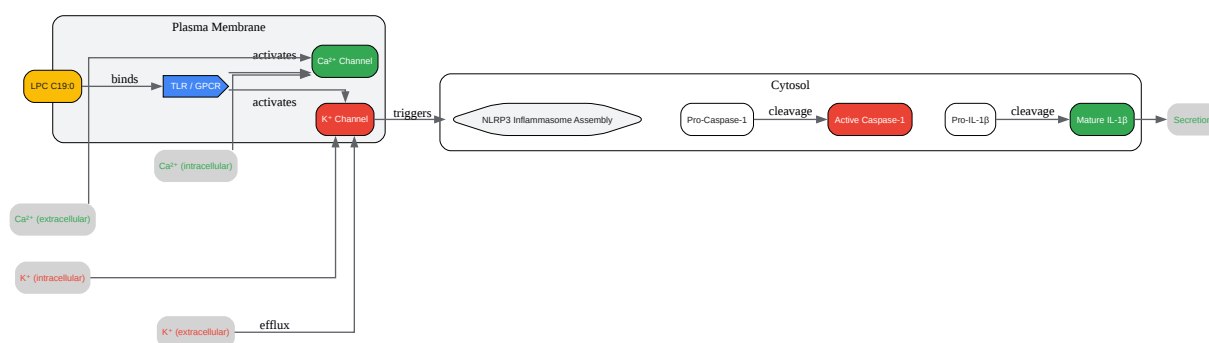 Plasma Membrane
activates
Ca²⁺ Channel
LPC C19:0
binds
TLR / GPCR
activates
K⁺ Channel
triggers
Cytosol
NLRP3 Inflammasome Assembly
Pro-Caspase-1
cleavage
Active Caspase-1
Pro-IL-1β
cleavage
Mature IL-1β
Secretion
Ca²⁺ (intracellular)
Ca²⁺ (extracellular)
K⁺ (intracellular)
K⁺ (extracellular)
efflux